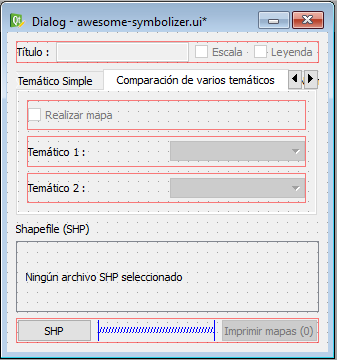 Dialog - awesome-symbolizer.ui*
Título :
Escala
Leyenda
Temático Simple
Comparación de varios temáticos
Realizar mapa
Temático 1 :
Temático 2 :
Shapefile (SHP)
Ningún archivo SHP seleccionado
SHP
Imprimir mapas (0)